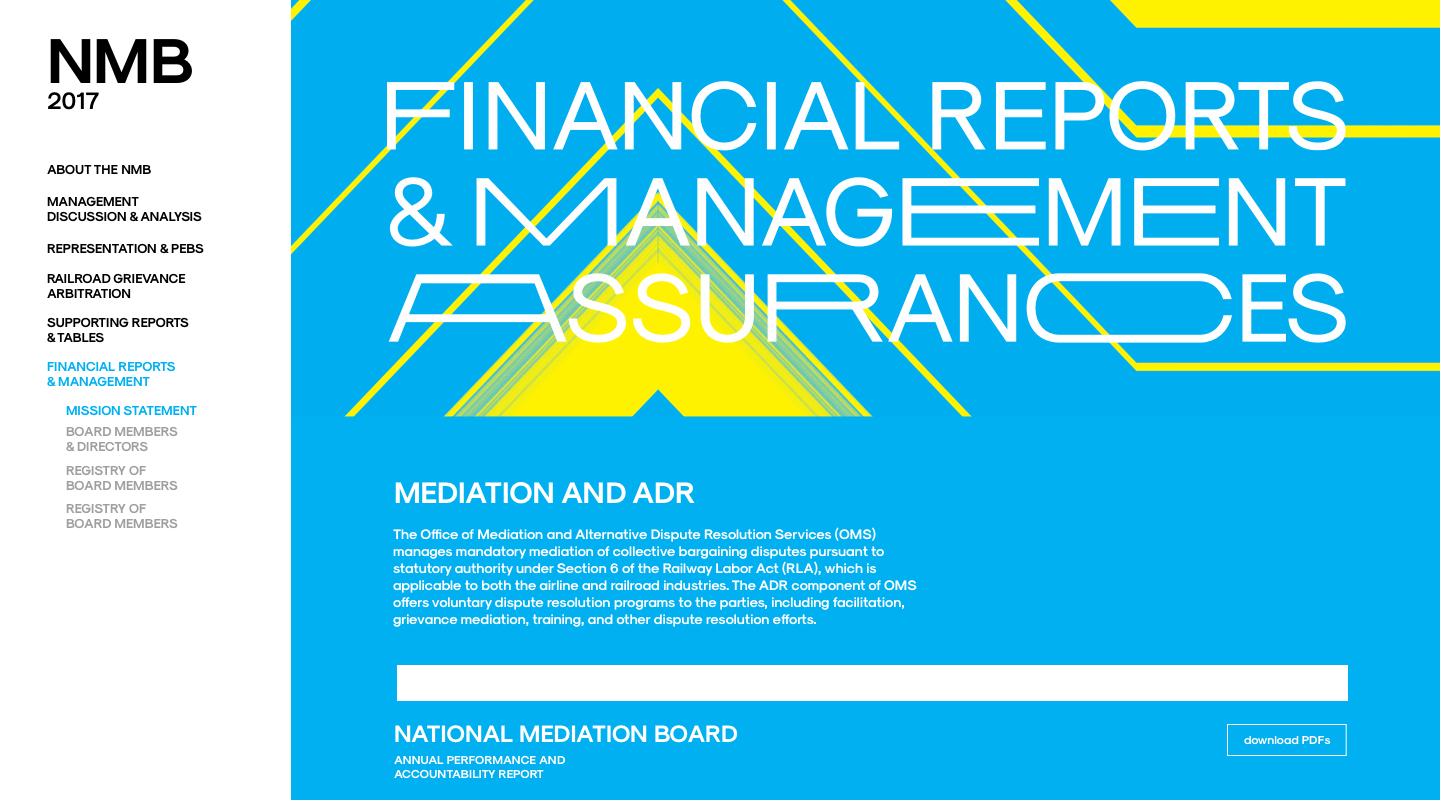 NMB
2017
ABOUT THE NMB
MANAGEMENT
DISCUSSION & ANALYSIS
REPRESENTATION & PEBS
RAILROAD GRIEVANCE
ARBITRATION
SUPPORTING REPORTS
& TABLES
FINANCIAL REPORTS
& MANAGEMENT
MISSION STATEMENT
BOARD MEMBERS
& DIRECTORS
REGISTRY OF
BOARD MEMBERS
REGISTRY OF
BOARD MEMBERS
FINANCIAL REPORTS
& MANAGEMENT
ASSURANCES
MEDIATION AND ADR
The Office of Mediation and Alternative Dispute Resolution Services (OMS)
manages mandatory mediation of collective bargaining disputes pursuant to
statutory authority under Section 6 of the Railway Labor Act (RLA), which is
applicable to both the airline and railroad industries. The ADR component of OMS
offers voluntary dispute resolution programs to the parties, including facilitation,
grievance mediation, training, and other dispute resolution efforts.
NATIONAL MEDIATION BOARD
ANNUAL PERFORMANCE AND
ACCOUNTABILITY REPORT
download PDFs